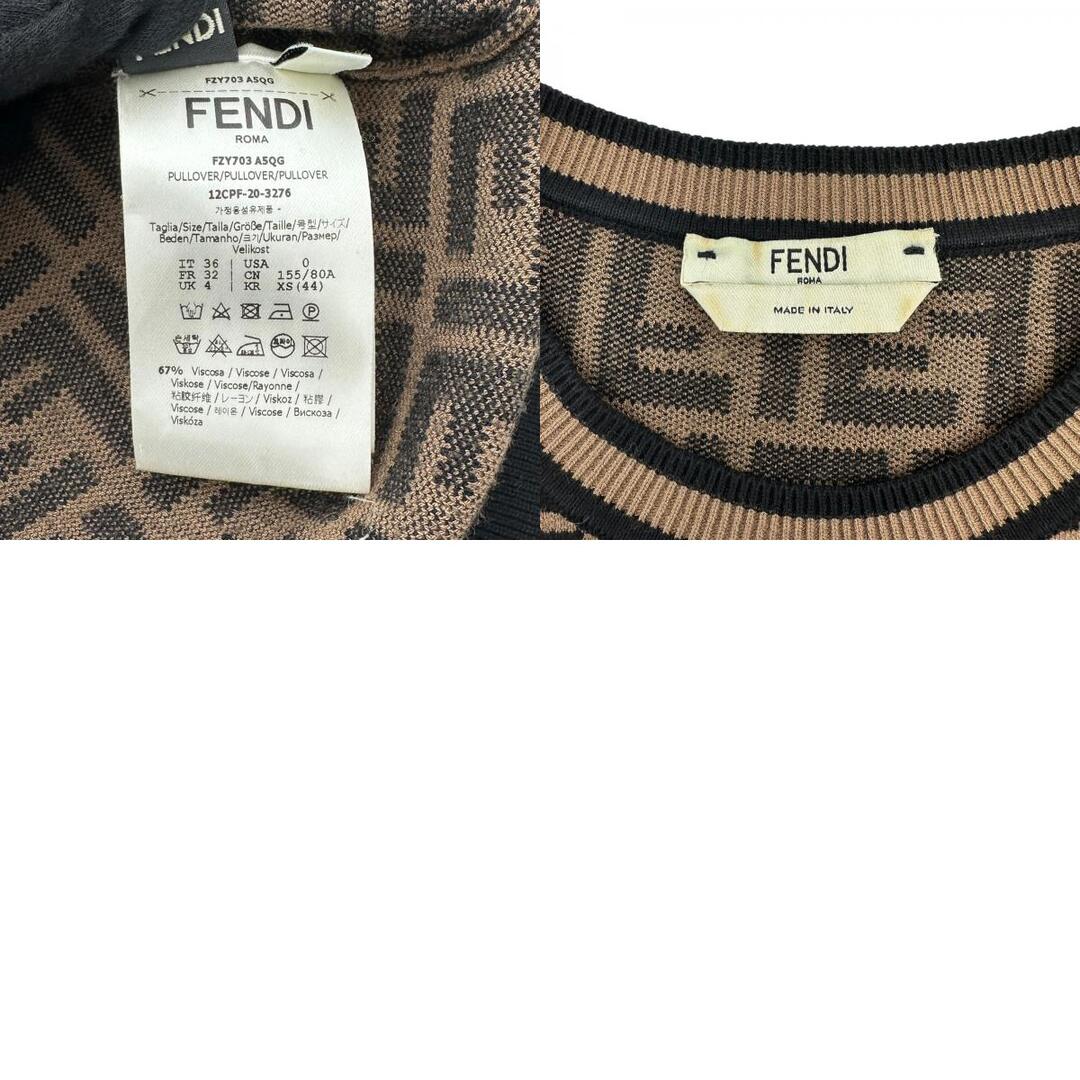 FENDI
FZY703 A5QG
FENDI
ROMA
FZY703 A5QG
PULLOVER/PULLOVER/PULLOVER
12CPF-20-3276
가정용섬유제품 -
Taglia/Size/Talla/Größe/Taille/号型/サイズ/
Beden/Tamanho/크기/Ukuran/Размер/
Velikost
IT 36 | USA 0
FR 32 | CN 155/80A
UK 4 | KR XS(44)
67% Viscosa / Viscose / Viscosa /
Viskose / Viscose/Rayonne /
粘胶纤维 / レーヨン / Viskoz / 粘膠 /
Viscose / 레이온 / Viscose / Вискоза /
Viskóza
FENDI
ROMA
MADE IN ITALY